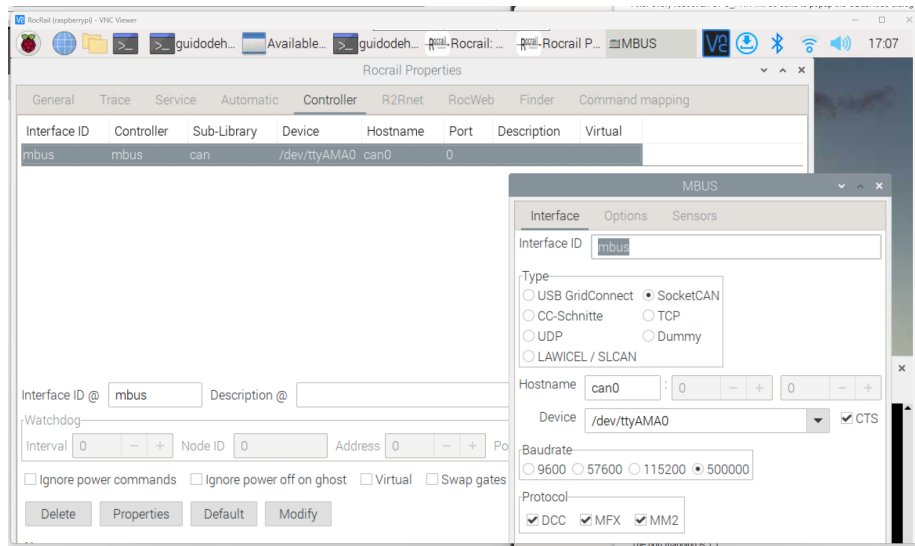 RocRail (raspberrypi) - VNC Viewer
guidodeh... Available... guidodeh... Rocrail: ... Rocrail P... MBUS 17:07
Rocrail Properties
General Trace Service Automatic Controller R2Rnet RocWeb Finder Command mapping
Interface ID Controller Sub-Library Device Hostname Port Description Virtual
mbus mbus can /dev/ttyAMA0 can0 0
MBUS
Interface Options Sensors
Interface ID mbus
Type
USB GridConnect SocketCAN
CC-Schnitte TCP
UDP Dummy
LAWICEL / SLCAN
Hostname can0 : 0 − + 0 − +
Device /dev/ttyAMA0 CTS
Baudrate
9600 57600 115200 500000
Protocol
DCC MFX MM2
Interface ID @ mbus Description @
Watchdog
Interval 0 − + Node ID 0 Address 0 − + Po
Ignore power commands Ignore power off on ghost Virtual Swap gates
Delete Properties Default Modify